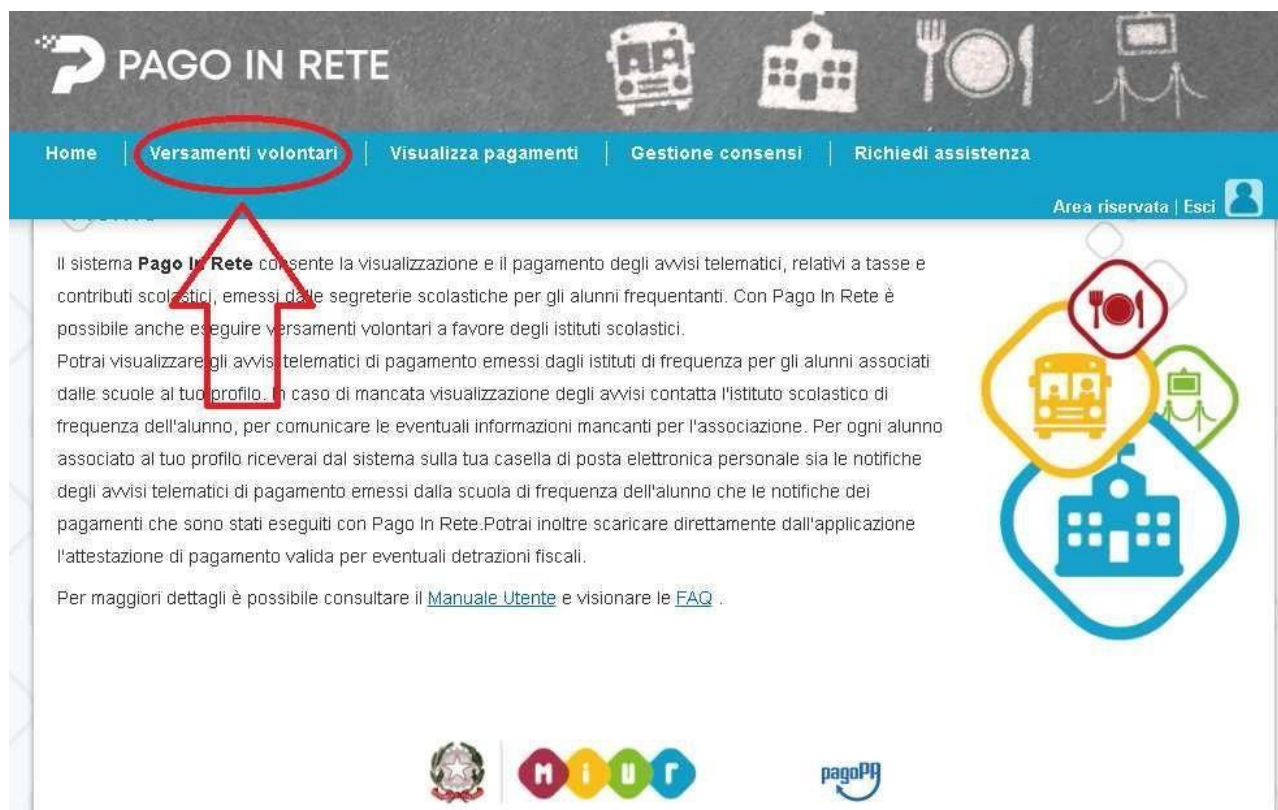 PAGO IN RETE
Home | Versamenti volontari | Visualizza pagamenti | Gestione consensi | Richiedi assistenza
Area riservata | Esci
Il sistema Pago In Rete consente la visualizzazione e il pagamento degli avvisi telematici, relativi a tasse e
contributi scolastici, emessi dalle segreterie scolastiche per gli alunni frequentanti. Con Pago In Rete è
possibile anche eseguire versamenti volontari a favore degli istituti scolastici.
Potrai visualizzare gli avvisi telematici di pagamento emessi dagli istituti di frequenza per gli alunni associati
dalle scuole al tuo profilo. In caso di mancata visualizzazione degli avvisi contatta l'istituto scolastico di
frequenza dell'alunno, per comunicare le eventuali informazioni mancanti per l'associazione. Per ogni alunno
associato al tuo profilo riceverai dal sistema sulla tua casella di posta elettronica personale sia le notifiche
degli avvisi telematici di pagamento emessi dalla scuola di frequenza dell'alunno che le notifiche dei
pagamenti che sono stati eseguiti con Pago In Rete.Potrai inoltre scaricare direttamente dall'applicazione
l'attestazione di pagamento valida per eventuali detrazioni fiscali.
Per maggiori dettagli è possibile consultare il Manuale Utente e visionare le FAQ .
MIUr
pagoPA